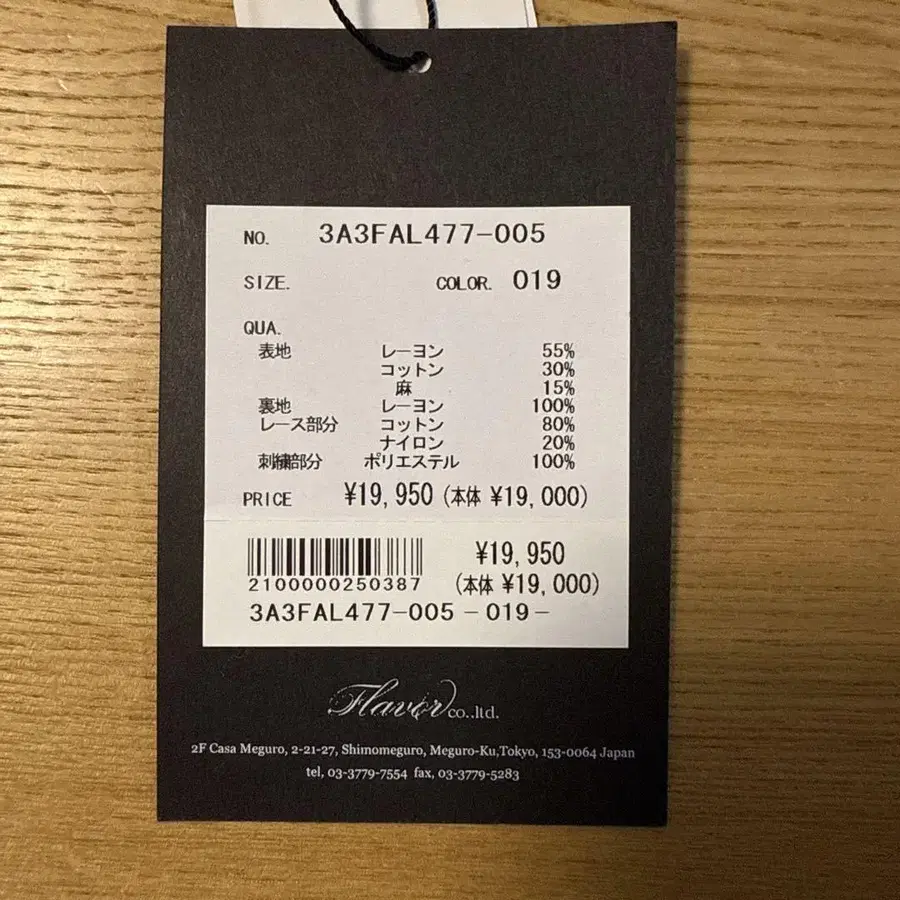 NO. 3A3FAL477-005
SIZE. COLOR. 019
QUA.
表地 レーヨン 55%
コットン 30%
麻 15%
裏地 レーヨン 100%
レース部分 コットン 80%
ナイロン 20%
刺繍部分 ポリエステル 100%
PRICE ¥19,950 (本体 ¥19,000)
¥19,950
2100000250387 (本体 ¥19,000)
3A3FAL477-005 -019-
Flavor co.,ltd.
2F Casa Meguro, 2-21-27, Shimomeguro, Meguro-Ku,Tokyo, 153-0064 Japan
tel, 03-3779-7554 fax, 03-3779-5283